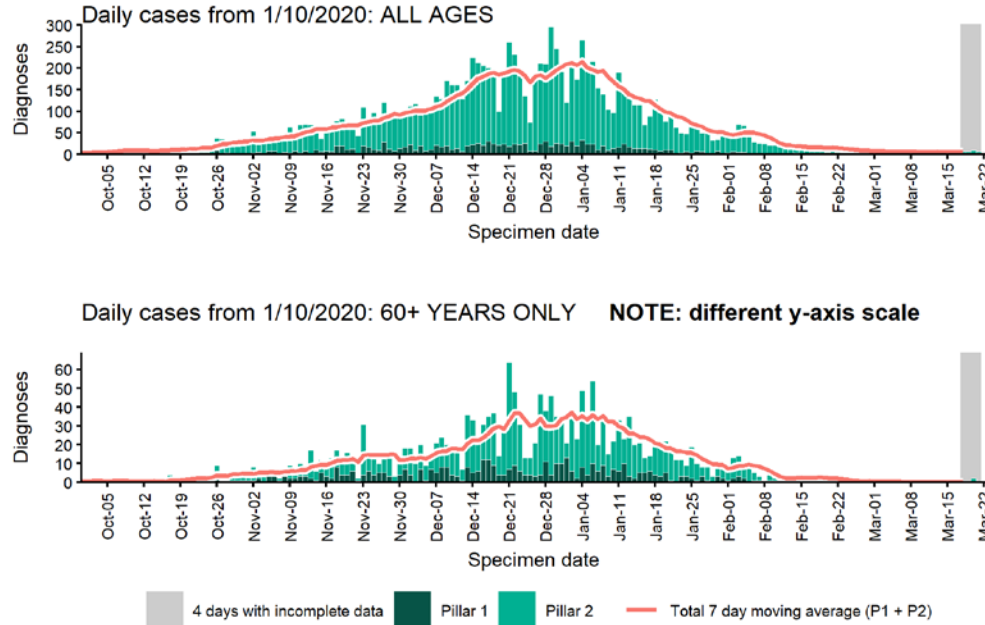 Daily cases from 1/10/2020: ALL AGES
Diagnoses
300
250
200
150
100
50
0
Oct-05 Oct-12 Oct-19 Oct-26 Nov-02 Nov-09 Nov-16 Nov-23 Nov-30 Dec-07 Dec-14 Dec-21 Dec-28 Jan-04 Jan-11 Jan-18 Jan-25 Feb-01 Feb-08 Feb-15 Feb-22 Mar-01 Mar-08 Mar-15 Mar-22
Specimen date
Daily cases from 1/10/2020: 60+ YEARS ONLY NOTE: different y-axis scale
Diagnoses
60
50
40
30
20
10
0
Oct-05 Oct-12 Oct-19 Oct-26 Nov-02 Nov-09 Nov-16 Nov-23 Nov-30 Dec-07 Dec-14 Dec-21 Dec-28 Jan-04 Jan-11 Jan-18 Jan-25 Feb-01 Feb-08 Feb-15 Feb-22 Mar-01 Mar-08 Mar-15 Mar-22
Specimen date
4 days with incomplete data Pillar 1 Pillar 2 Total 7 day moving average (P1 + P2)